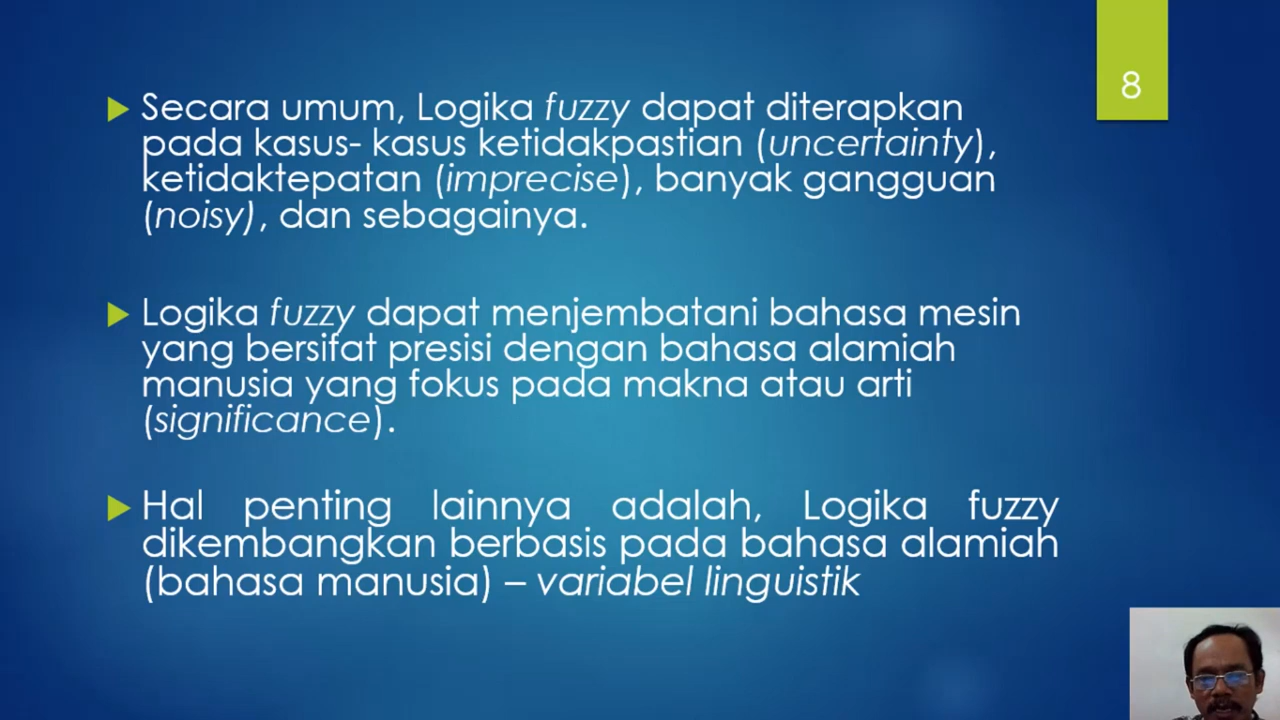 8
Secara umum, Logika fuzzy dapat diterapkan
pada kasus- kasus ketidakpastian (uncertainty),
ketidaktepatan (imprecise), banyak gangguan
(noisy), dan sebagainya.
Logika fuzzy dapat menjembatani bahasa mesin
yang bersifat presisi dengan bahasa alamiah
manusia yang fokus pada makna atau arti
(significance).
Hal penting lainnya adalah, Logika fuzzy
dikembangkan berbasis pada bahasa alamiah
(bahasa manusia) – variabel linguistik